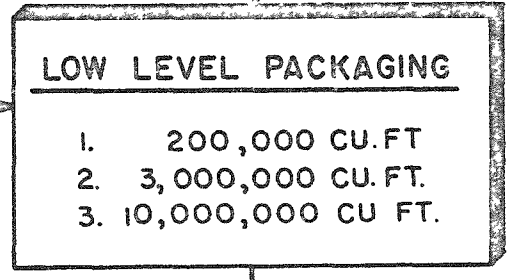 LOW LEVEL PACKAGING
1. 200,000 CU.FT
2. 3,000,000 CU.FT.
3. 10,000,000 CU FT.